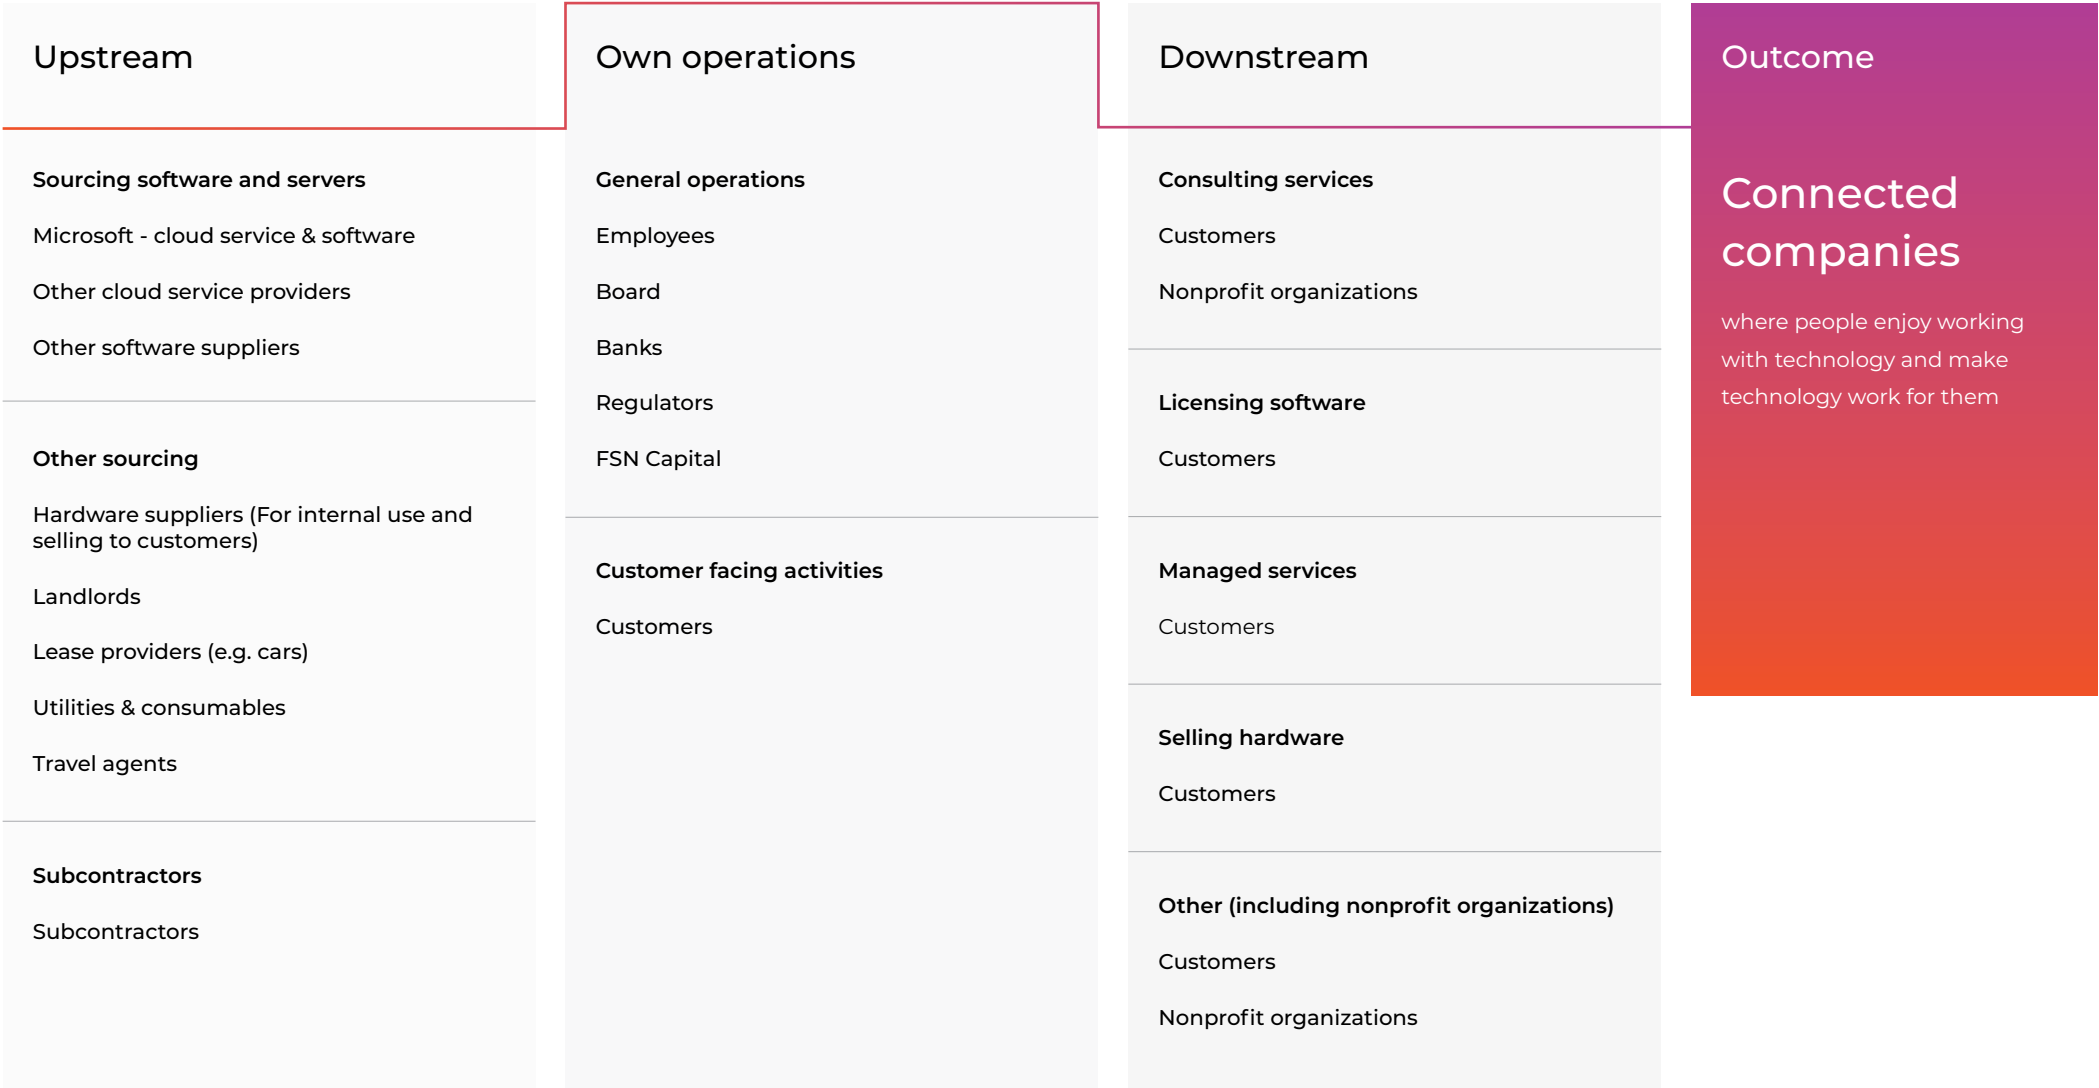 Upstream
Sourcing software and servers
Microsoft - cloud service & software
Other cloud service providers
Other software suppliers
Other sourcing
Hardware suppliers (For internal use and
selling to customers)
Landlords
Lease providers (e.g. cars)
Utilities & consumables
Travel agents
Subcontractors
Subcontractors
Own operations
General operations
Employees
Board
Banks
Regulators
FSN Capital
Customer facing activities
Customers
Downstream
Consulting services
Customers
Nonprofit organizations
Licensing software
Customers
Managed services
Customers
Selling hardware
Customers
Other (including nonprofit organizations)
Customers
Nonprofit organizations
Outcome
Connected
companies
where people enjoy working
with technology and make
technology work for them